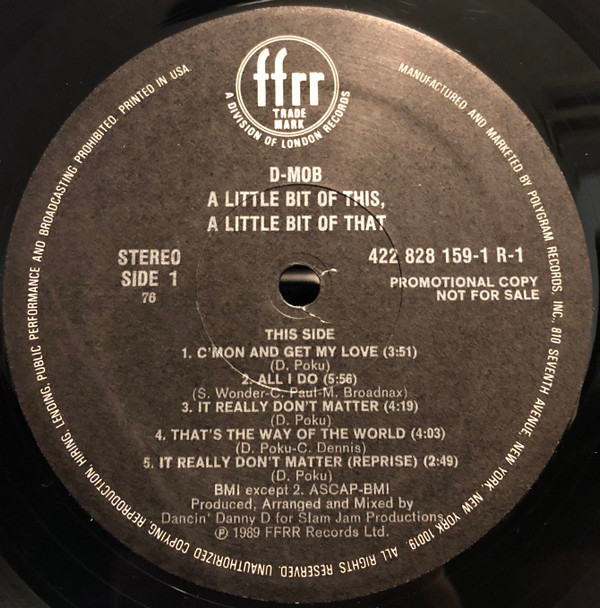 ffrr
TRADE
MARK
A DIVISION OF LONDON RECORDS
D-MOB
A LITTLE BIT OF THIS,
A LITTLE BIT OF THAT
STEREO
SIDE 1
76
422 828 159-1 R-1
PROMOTIONAL COPY
NOT FOR SALE
THIS SIDE
1. C'MON AND GET MY LOVE (3:51)
(D. Poku)
2. ALL I DO (5:56)
(S. Wonder-C. Paul-M. Broadnax)
3. IT REALLY DON'T MATTER (4:19)
(D. Poku)
4. THAT'S THE WAY OF THE WORLD (4:03)
(D. Poku-C. Dennis)
5. IT REALLY DON'T MATTER (REPRISE) (2:49)
(D. Poku)
BMI except 2. ASCAP-BMI
Produced, Arranged and Mixed by
Dancin' Danny D for Slam Jam Productions
℗ 1989 FFRR Records Ltd.
MANUFACTURED AND MARKETED BY POLYGRAM RECORDS, INC. 810 SEVENTH AVENUE, NEW YORK, NEW YORK 10019. ALL RIGHTS RESERVED. UNAUTHORIZED COPYING, REPRODUCTION, HIRING, LENDING, PUBLIC PERFORMANCE AND BROADCASTING PROHIBITED. PRINTED IN USA.